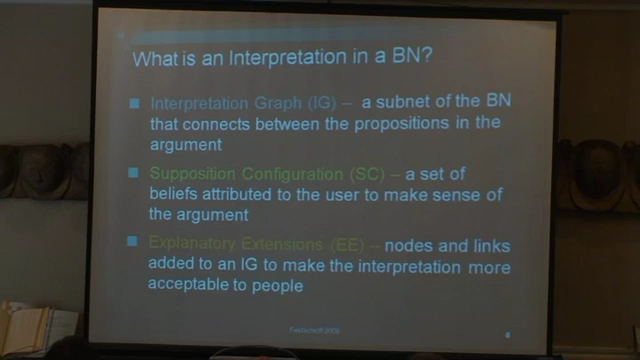 What is an Interpretation in a BN?
Interpretation Graph (IG) – a subnet of the BN
that connects between the propositions in the
argument
Supposition Configuration (SC) – a set of
beliefs attributed to the user to make sense of
the argument
Explanatory Extensions (EE) – nodes and links
added to an IG to make the interpretation more
acceptable to people